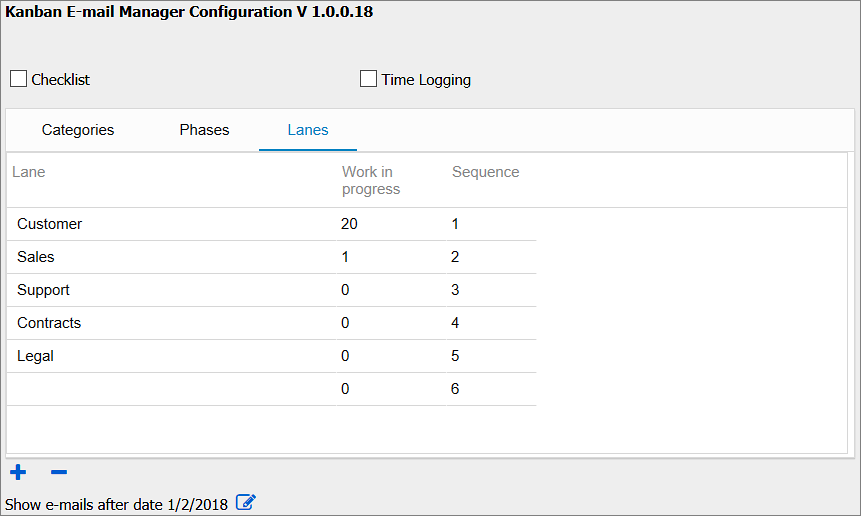 Kanban E-mail Manager Configuration V 1.0.0.18
Checklist Time Logging
Categories Phases Lanes
Lane Work in progress Sequence
Customer 20 1
Sales 1 2
Support 0 3
Contracts 0 4
Legal 0 5
0 6
Show e-mails after date 1/2/2018